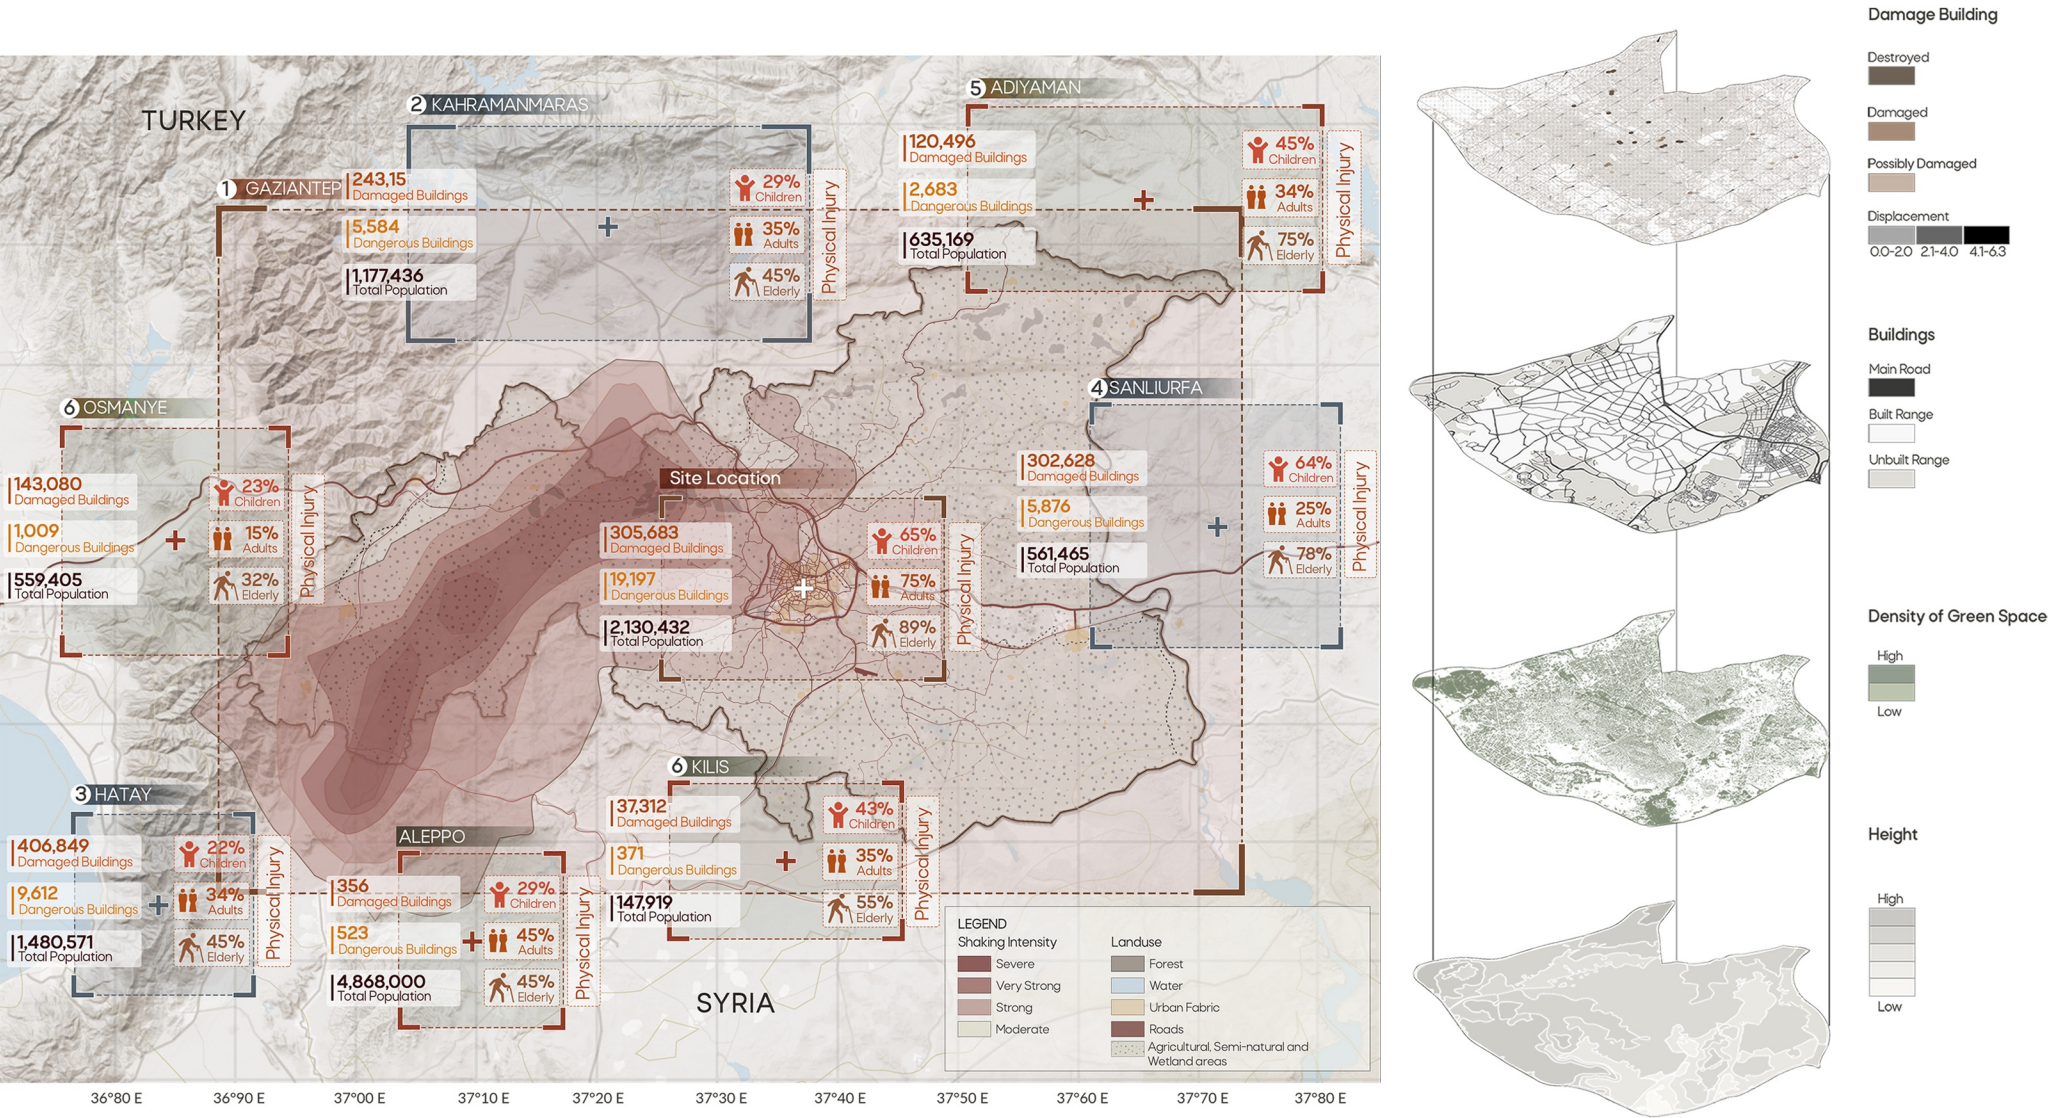 TURKEY
1 GAZIANTEP
2 KAHRAMANMARAS
243,15
Damaged Buildings
5,584
Dangerous Buildings
1,177,436
Total Population
29%
Children
35%
Adults
45%
Elderly
Physical Injury
5 ADIYAMAN
120,496
Damaged Buildings
2,683
Dangerous Buildings
635,169
Total Population
45%
Children
34%
Adults
75%
Elderly
Physical Injury
6 OSMANYE
143,080
Damaged Buildings
1,009
Dangerous Buildings
559,405
Total Population
23%
Children
15%
Adults
32%
Elderly
Physical Injury
Site Location
305,683
Damaged Buildings
19,197
Dangerous Buildings
2,130,432
Total Population
65%
Children
75%
Adults
89%
Elderly
Physical Injury
4 SANLIURFA
302,628
Damaged Buildings
5,876
Dangerous Buildings
561,465
Total Population
64%
Children
25%
Adults
78%
Elderly
Physical Injury
3 HATAY
406,849
Damaged Buildings
9,612
Dangerous Buildings
1,480,571
Total Population
22%
Children
34%
Adults
45%
Elderly
Physical Injury
ALEPPO
356
Damaged Buildings
523
Dangerous Buildings
4,868,000
Total Population
29%
Children
45%
Adults
45%
Elderly
Physical Injury
6 KILIS
37,312
Damaged Buildings
371
Dangerous Buildings
147,919
Total Population
43%
Children
35%
Adults
55%
Elderly
Physical Injury
SYRIA
LEGEND
Shaking Intensity
Severe
Very Strong
Strong
Moderate
Landuse
Forest
Water
Urban Fabric
Roads
Agricultural, Semi-natural and
Wetland areas
36°80 E
36°90 E
37°00 E
37°10 E
37°20 E
37°30 E
37°40 E
37°50 E
37°60 E
37°70 E
37°80 E
Damage Building
Destroyed
Damaged
Possibly Damaged
Displacement
0.0-2.0 2.1-4.0 4.1-6.3
Buildings
Main Road
Built Range
Unbuilt Range
Density of Green Space
High
Low
Height
High
Low